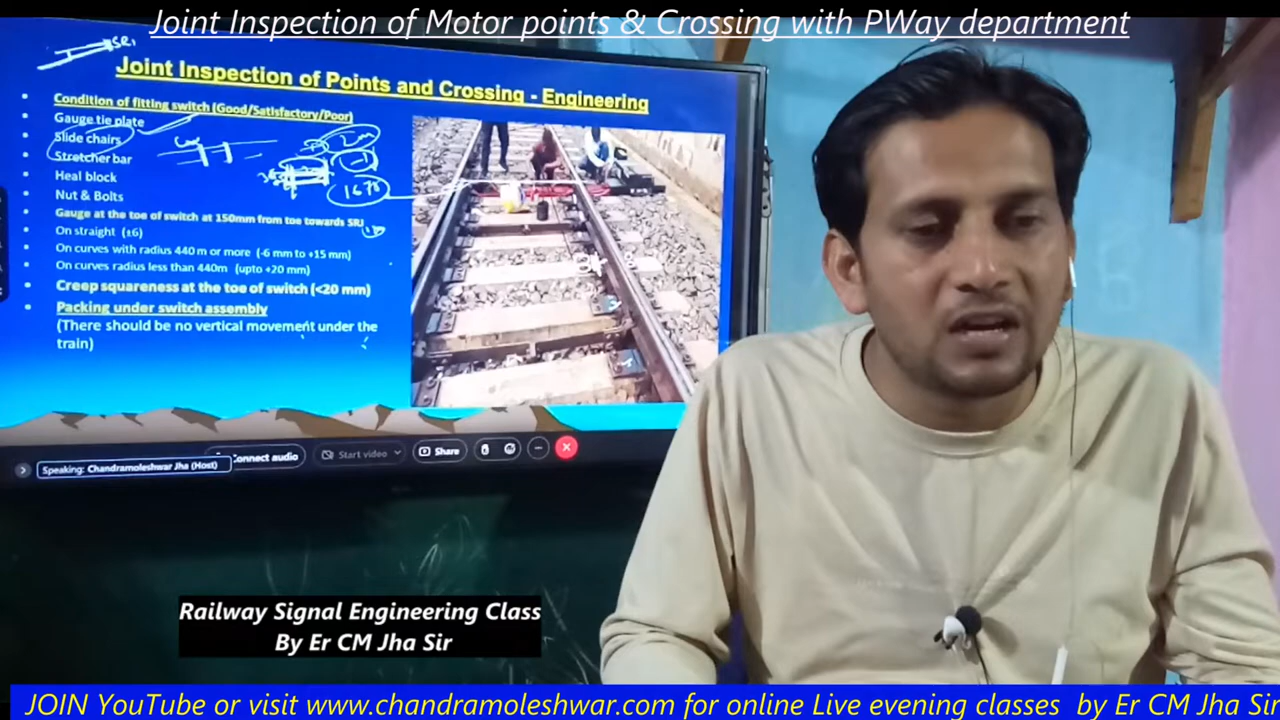 Joint Inspection of Motor points & Crossing with PWay department
SRJ
Joint Inspection of Points and Crossing - Engineering
Condition of fitting switch (Good/Satisfactory/Poor)
Gauge tie plate
Slide chairs
Stretcher bar
Heal block
Nut & Bolts
1673
Gauge at the toe of switch at 150mm from toe towards SRJ
On straight (±6)
On curves with radius 440 m or more (-6 mm to +15 mm)
On curves radius less than 440m (upto +20 mm)
Creep squareness at the toe of switch (<20 mm)
Packing under switch assembly
(There should be no vertical movement under the
train)
Speaking: Chandramoleshwar Jha (Host)
Connect audio
Start video
Share
Railway Signal Engineering Class
By Er CM Jha Sir
JOIN YouTube or visit www.chandramoleshwar.com for online Live evening classes by Er CM Jha Sir